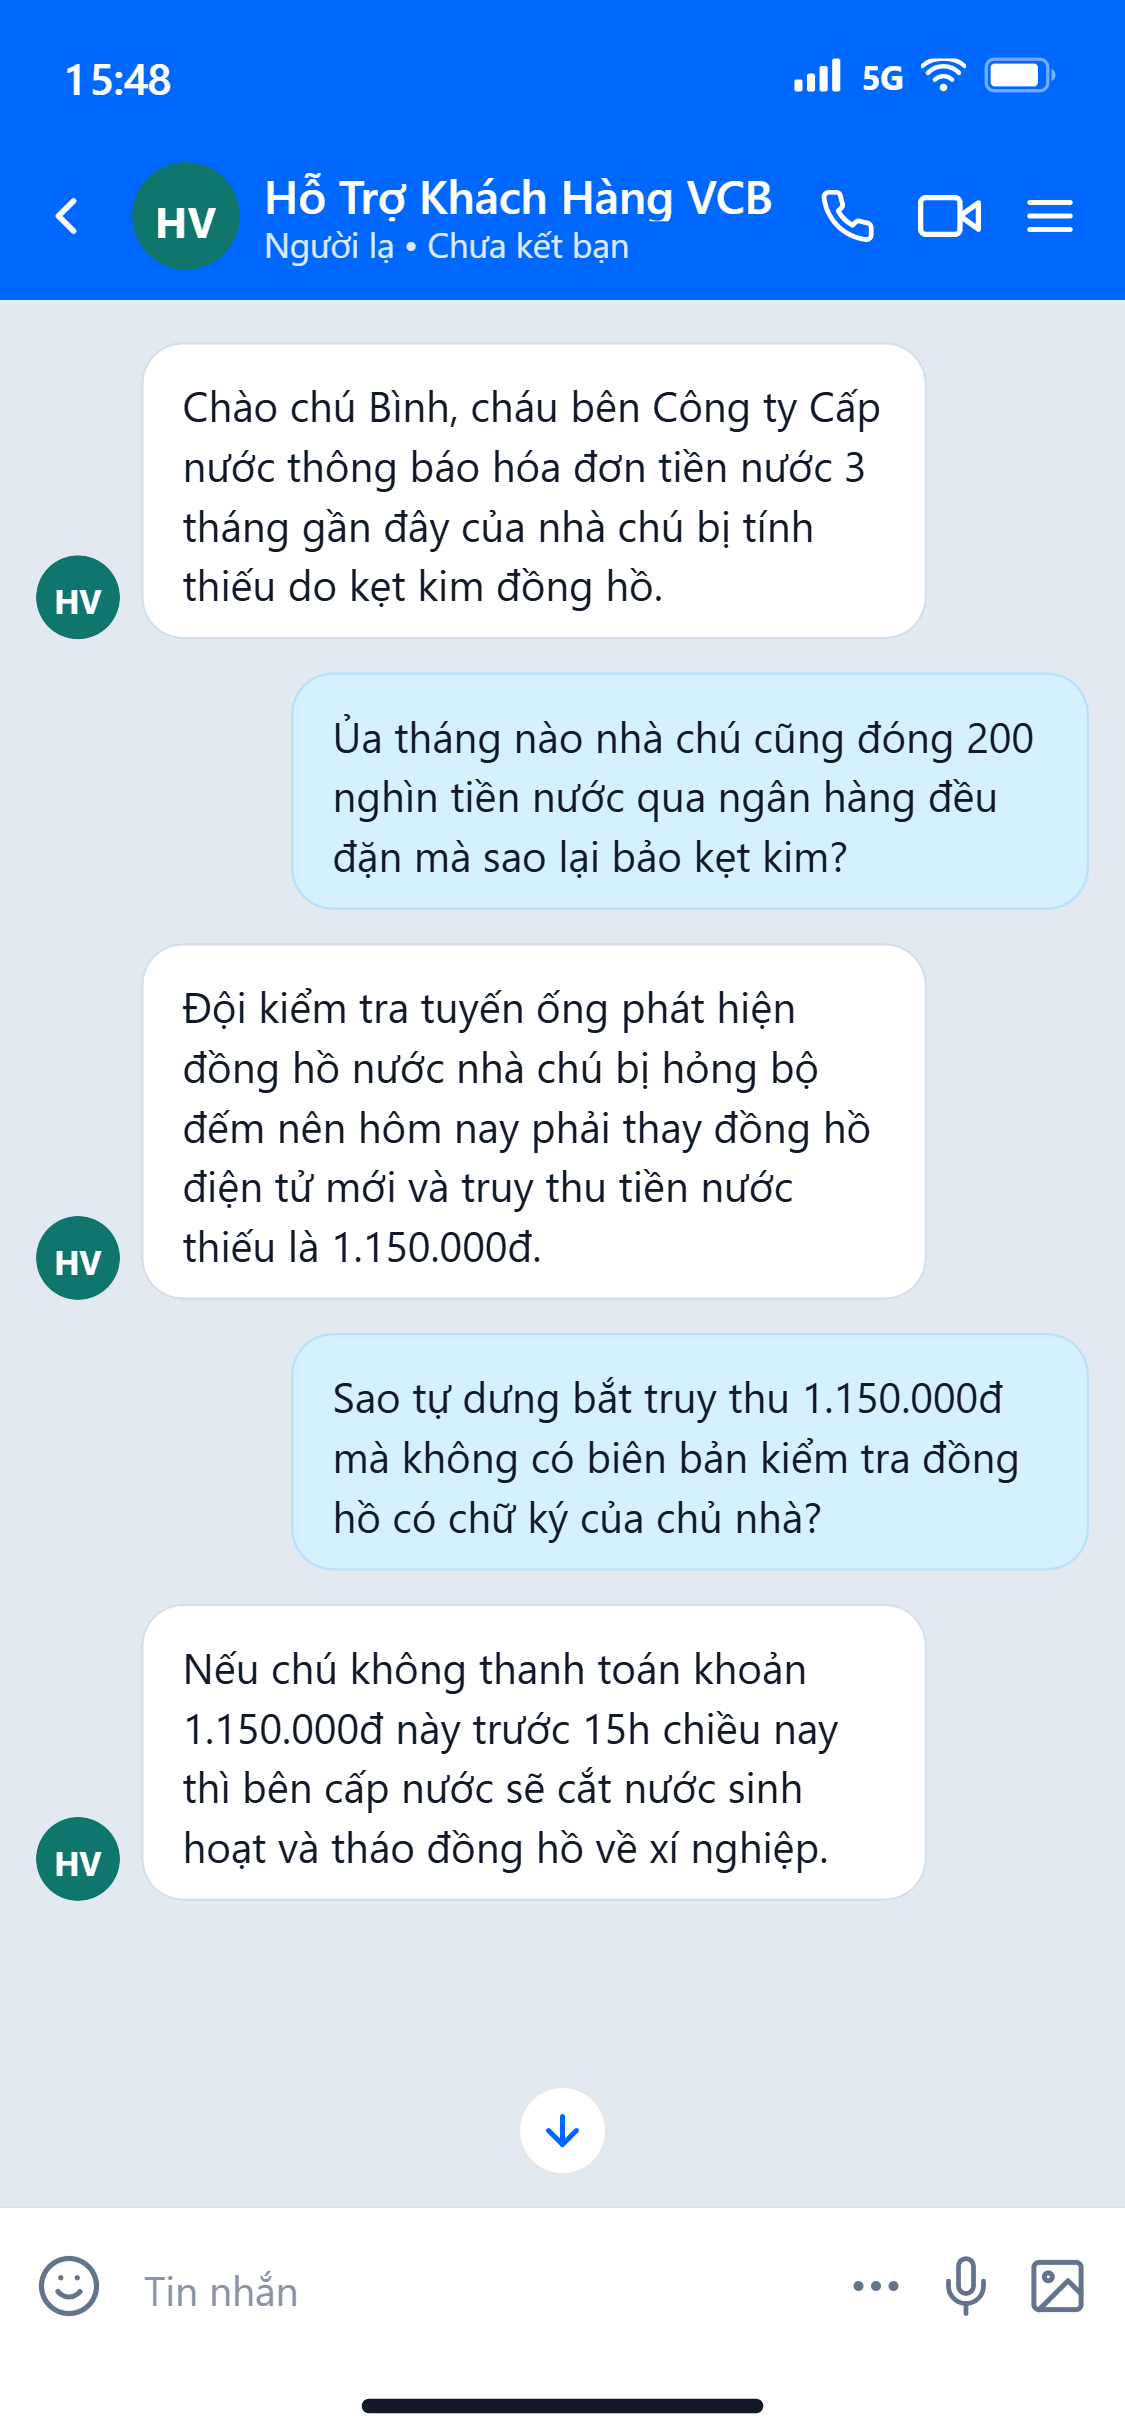 15:48
5G
HV
Hỗ Trợ Khách Hàng VCB
Người lạ • Chưa kết bạn
Chào chú Bình, cháu bên Công ty Cấp
nước thông báo hóa đơn tiền nước 3
tháng gần đây của nhà chú bị tính
thiếu do kẹt kim đồng hồ.
HV
Ủa tháng nào nhà chú cũng đóng 200
nghìn tiền nước qua ngân hàng đều
đặn mà sao lại bảo kẹt kim?
Đội kiểm tra tuyến ống phát hiện
đồng hồ nước nhà chú bị hỏng bộ
đếm nên hôm nay phải thay đồng hồ
điện tử mới và truy thu tiền nước
thiếu là 1.150.000đ.
HV
Sao tự dưng bắt truy thu 1.150.000đ
mà không có biên bản kiểm tra đồng
hồ có chữ ký của chủ nhà?
Nếu chú không thanh toán khoản
1.150.000đ này trước 15h chiều nay
thì bên cấp nước sẽ cắt nước sinh
hoạt và tháo đồng hồ về xí nghiệp.
HV
Tin nhắn